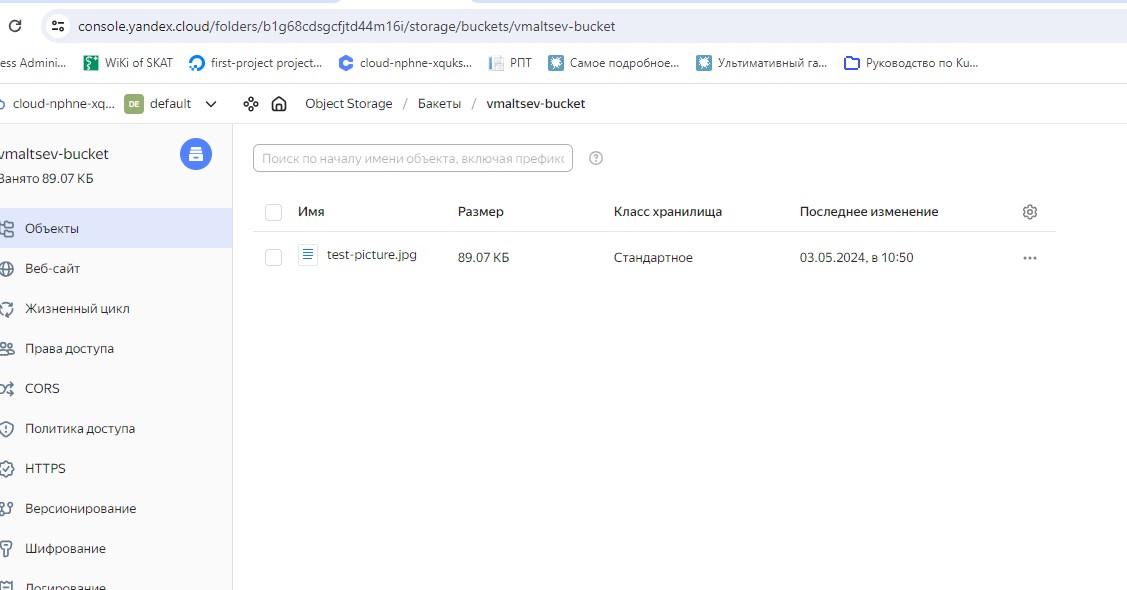 console.yandex.cloud/folders/b1g68cdsgcfjtd44m16i/storage/buckets/vmaltsev-bucket
ess Admini... WiKi of SKAT first-project project... cloud-nphne-xquks... РПТ Самое подробное... Ультимативный га... Руководство по Ku...
cloud-nphne-xq... DE default Object Storage / Бакеты / vmaltsev-bucket
vmaltsev-bucket
Занято 89.07 КБ
Объекты
Веб-сайт
Жизненный цикл
Права доступа
CORS
Политика доступа
HTTPS
Версионирование
Шифрование
Логирование
Поиск по началу имени объекта, включая префикс
Имя Размер Класс хранилища Последнее изменение
test-picture.jpg 89.07 КБ Стандартное 03.05.2024, в 10:50